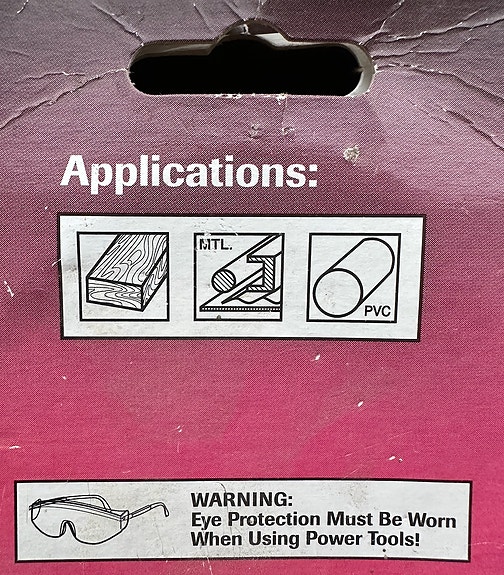 Applications:
MTL.
PVC
WARNING:
Eye Protection Must Be Worn
When Using Power Tools!